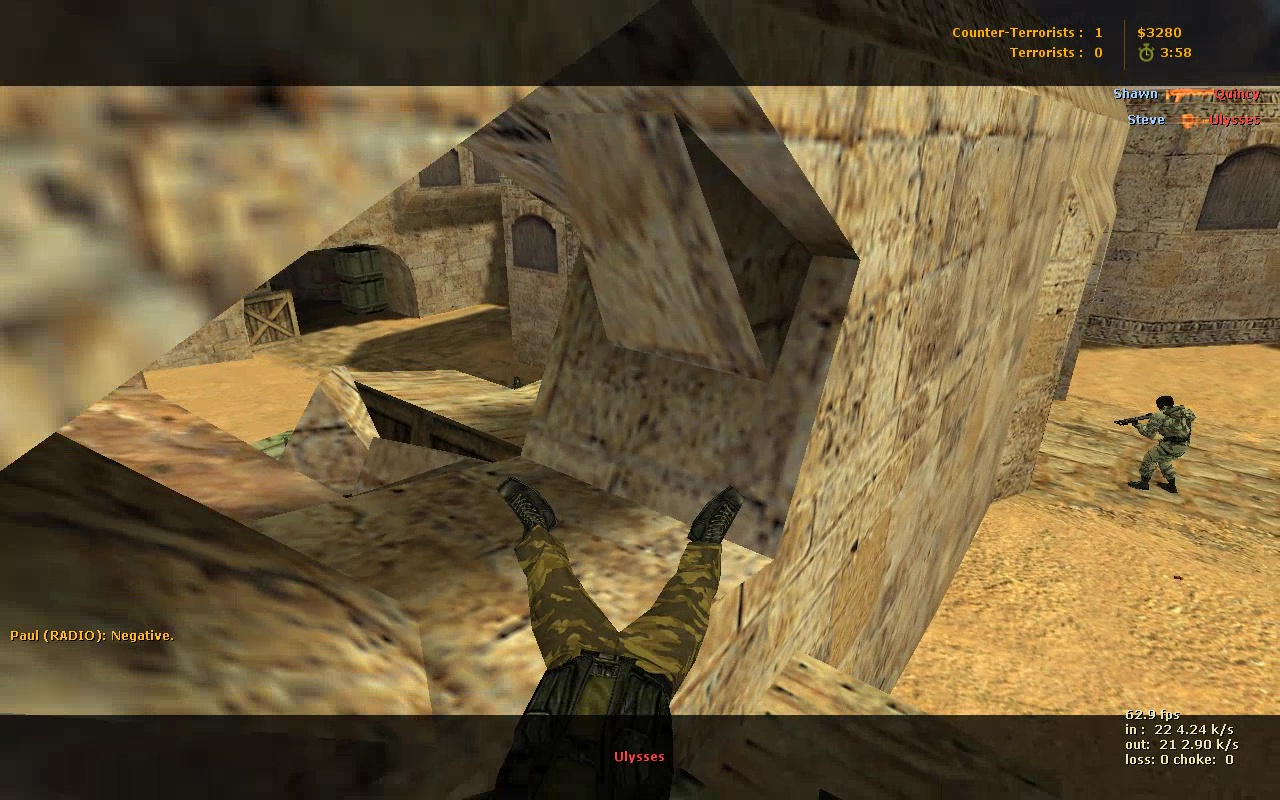 Counter-Terrorists : 1 $3280
Terrorists : 0 3:58
Shawn Quincy
Steve Ulysses
Paul (RADIO): Negative.
62.9 fps
in : 22 4.24 k/s
out: 21 2.90 k/s
loss: 0 choke: 0
Ulysses